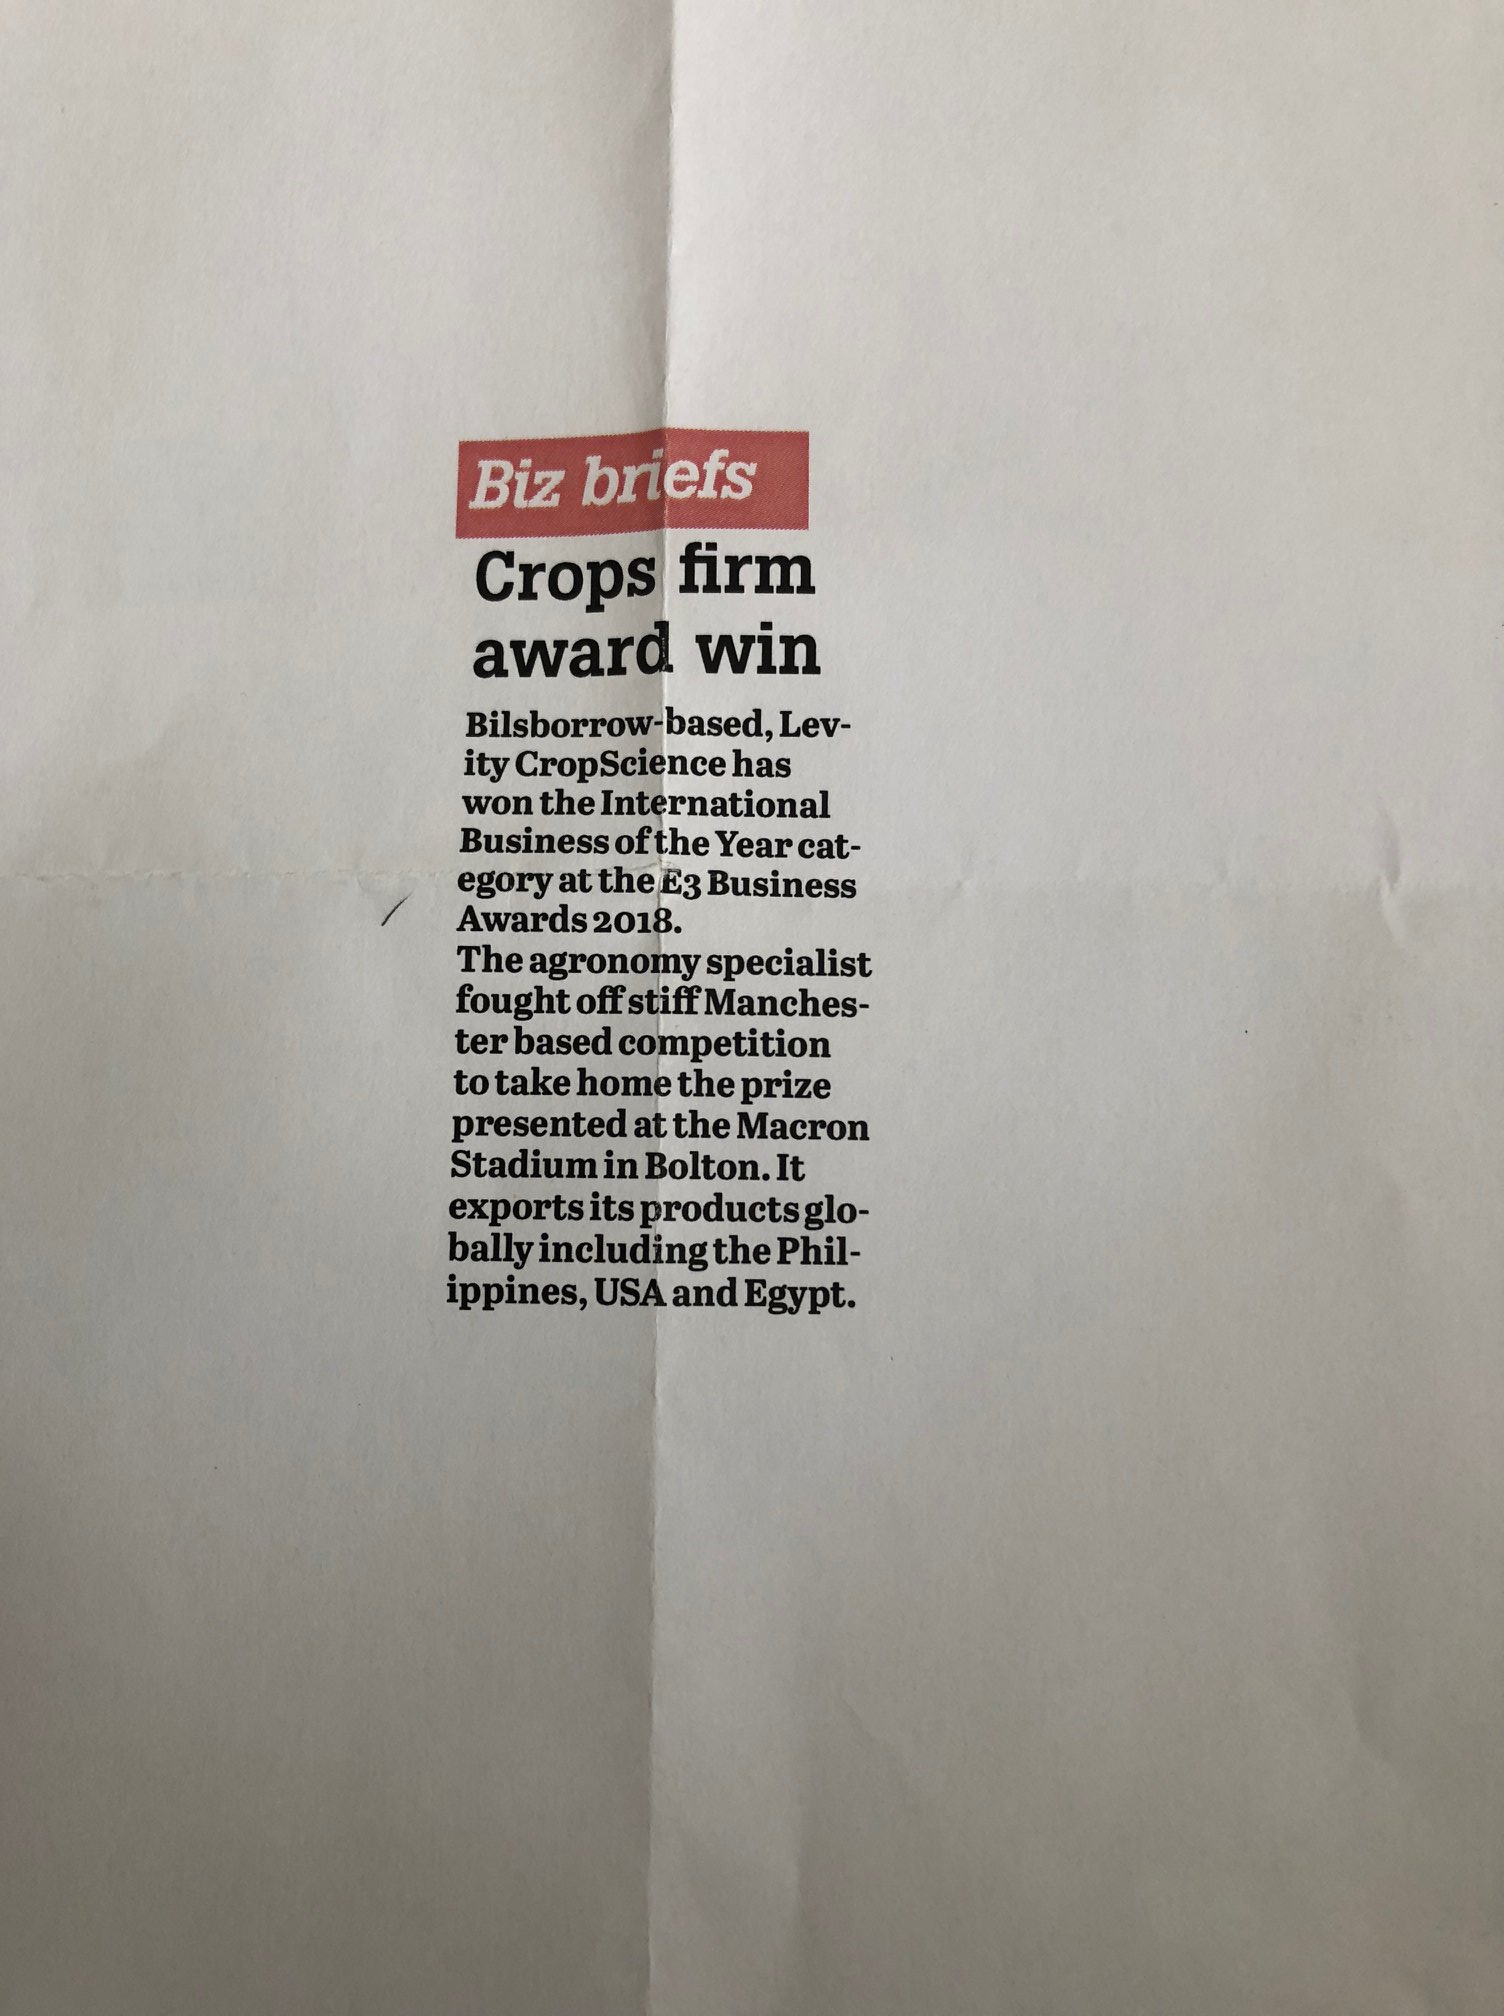 Biz briefs
Crops firm
award win
Bilsborrow-based, Lev-
ity CropScience has
won the International
Business of the Year cat-
egory at the E3 Business
Awards 2018.
The agronomy specialist
fought off stiff Manches-
ter based competition
to take home the prize
presented at the Macron
Stadium in Bolton. It
exports its products glo-
bally including the Phil-
ippines, USA and Egypt.